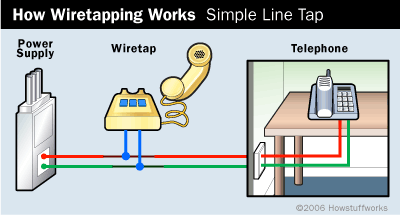 How Wiretapping Works Simple Line Tap
Power
Supply
Wiretap
Telephone
©2006 Howstuffworks